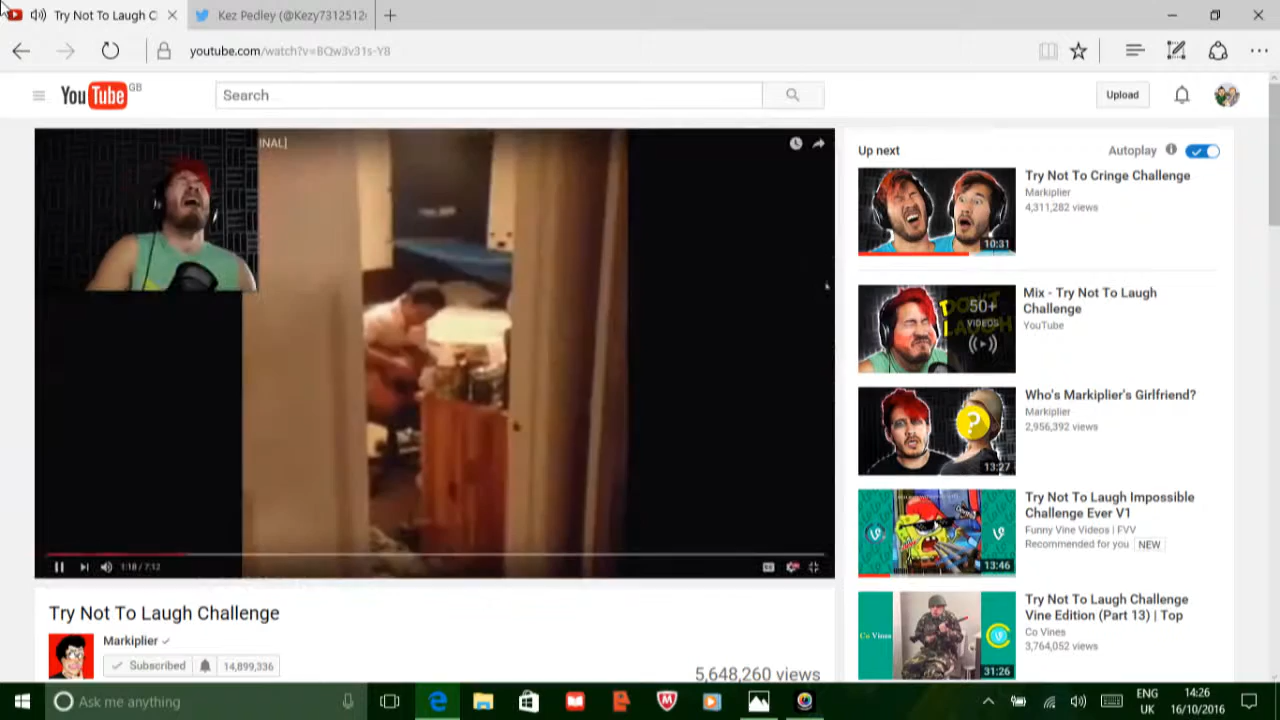 Try Not To Laugh C
Kez Pedley (@Kezy7312512
youtube.com/watch?v=BQw3v31s-Y8
YouTube GB
Search
Upload
INAL]
Up next
Autoplay
Try Not To Cringe Challenge
Markiplier
4,311,282 views
10:31
Mix - Try Not To Laugh
Challenge
YouTube
50+
VIDEOS
Who's Markiplier's Girlfriend?
Markiplier
2,956,392 views
13:27
Try Not To Laugh Impossible
Challenge Ever V1
Funny Vine Videos | FVV
Recommended for you NEW
13:46
Try Not To Laugh Challenge
Vine Edition (Part 13) | Top
Co Vines
3,764,052 views
Co Vines
31:26
1:18 / 7:12
Try Not To Laugh Challenge
Markiplier
Subscribed 14,899,336
5,648,260 views
Ask me anything
ENG
UK
14:26
16/10/2016